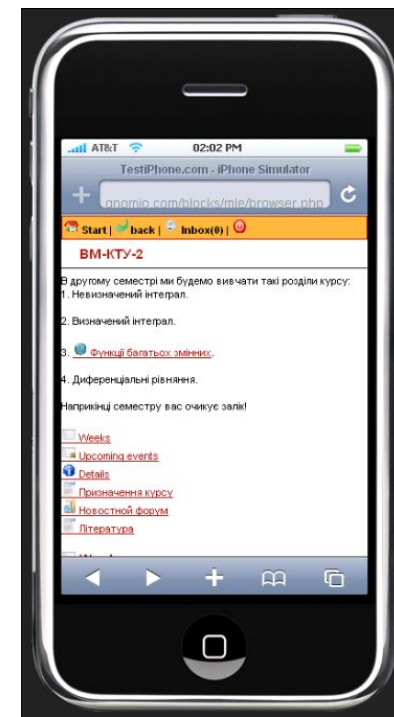 AT&T 02:02 PM
TestiPhone.com - iPhone Simulator
gnomio.com/blocks/mle/browser.php
Start | back | Inbox(0) |
ВМ-КТУ-2
В другому семестрі ми будемо вивчати такі розділи курсу:
1. Невизначений інтеграл.
2. Визначений інтеграл.
3. Функції багатьох змінних.
4. Диференціальні рівняння.
Наприкінці семестру вас очикує залік!
Weeks
Upcoming events
Details
Призначення курсу
Новостной форум
Література